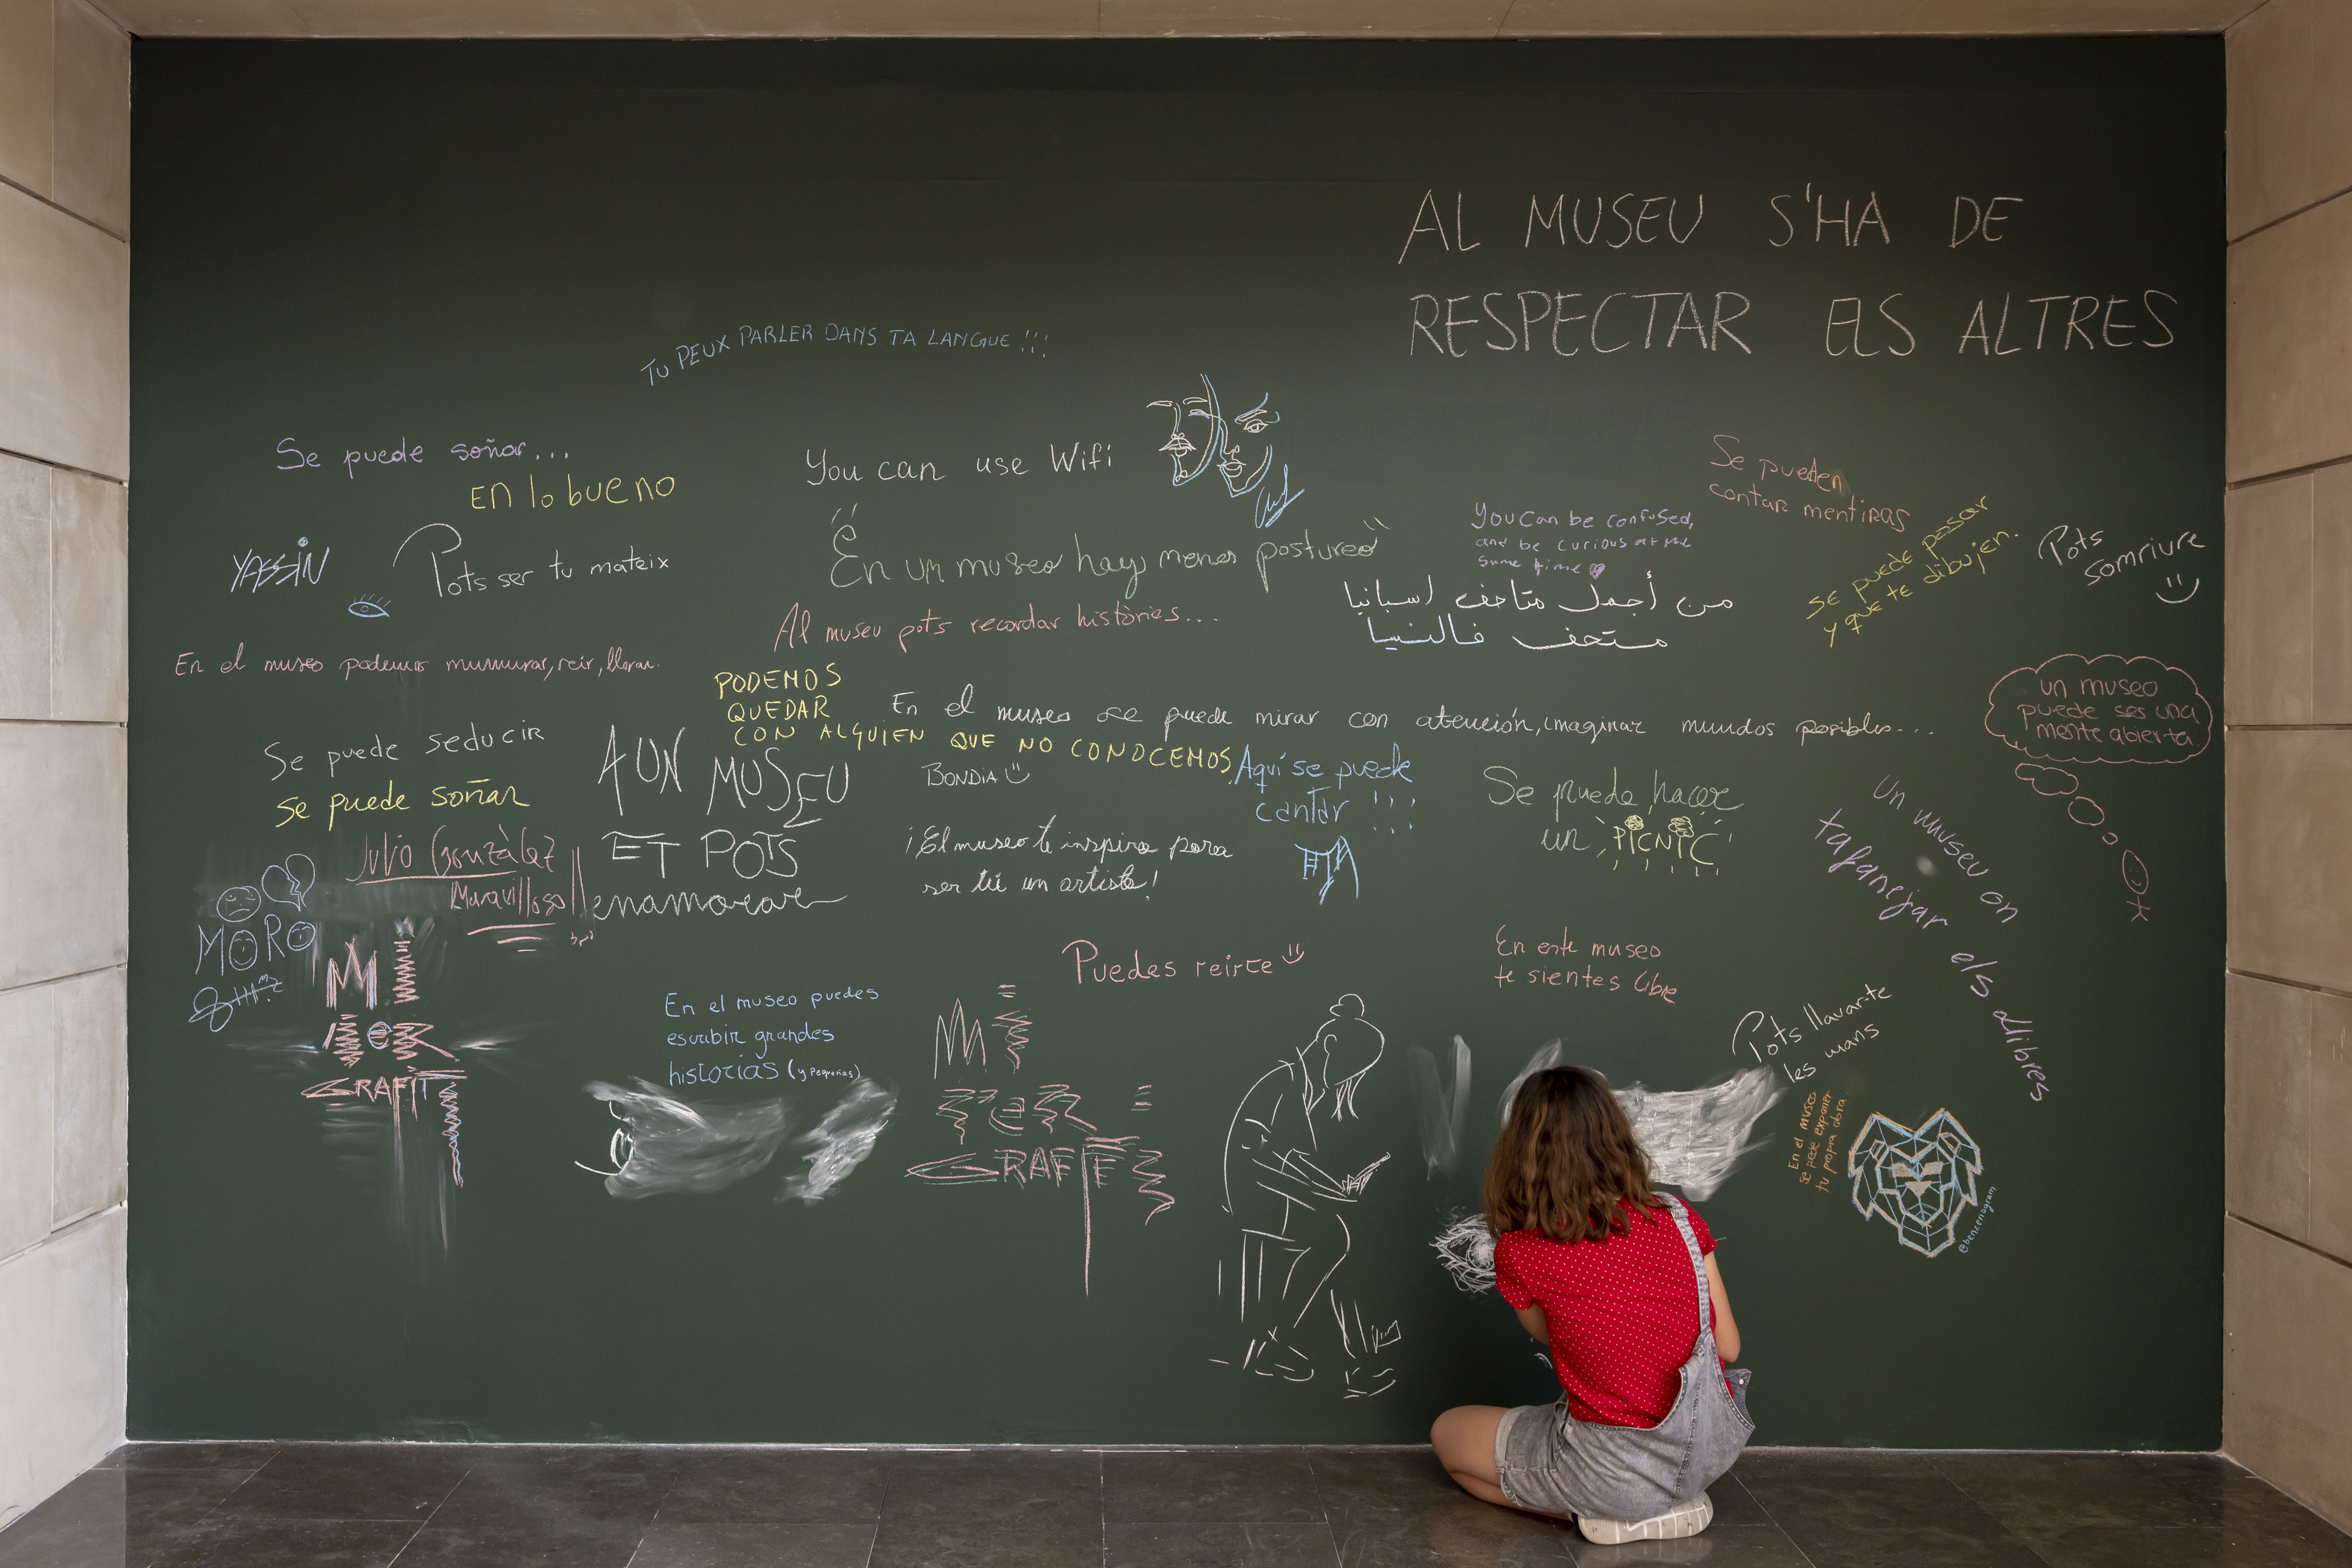 AL MUSEU S'HA DE
RESPECTAR ELS ALTRES
TU PEUX PARLER DANS TA LANGUE !!!
Se puede soñar...
En lo bueno
You can use Wifi
Se pueden
contar mentiras
YASSIN
Pots ser tu mateix
En un museo hay menos postureo
You can be confused,
and be curious at the
same time
من أجمل متاحف اسبانيا
متحف فالنسيا
se puede posar
y que te dibujen.
Pots
somriure
Al museu pots recordar històries...
En el museo podemos murmurar, reir, llorar.
PODEMOS
QUEDAR
CON ALGUIEN QUE NO CONOCEMOS
En el museo se puede mirar con atención, imaginar mundos posibles...
un museo
puede ser una
mente abierta
Se puede seducir
se puede soñar
A UN MUSEU
ET POTS
enamorar
BONDIA
Aquí se puede
cantar !!!
Se puede hacer
un PICNIC
Un museu on
tafanejar els llibres
Julio Gonzàlez
Maravilloso!!
¡El museo te inspira para
ser tú un artista!
MORO
Puedes reirte
En este museo
te sientes libre
En el museo puedes
escribir grandes
historias (y pequeñas)
Pots llavar-te
les mans
En el museo
se puede exponer
tu propia obra
@bencenogram